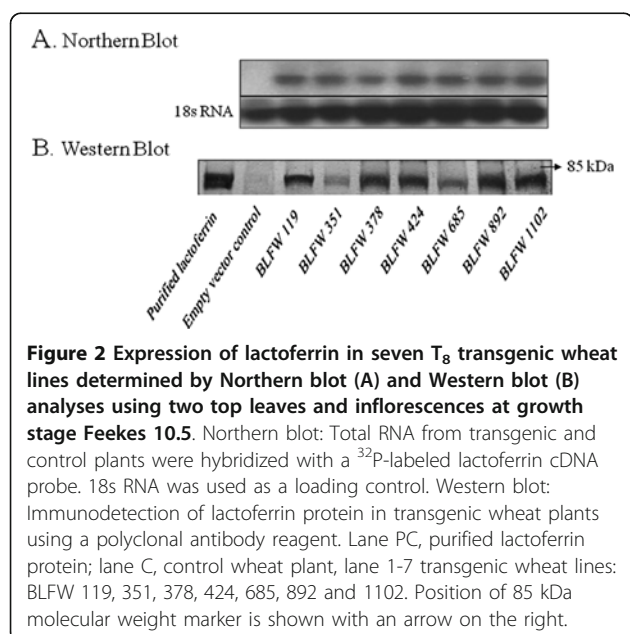 A. Northern Blot
18s RNA
B. Western Blot
85 kDa
Purified lactoferrin
Empty vector control
BLFW 119
BLFW 351
BLFW 378
BLFW 424
BLFW 685
BLFW 892
BLFW 1102
Figure 2 Expression of lactoferrin in seven T₈ transgenic wheat
lines determined by Northern blot (A) and Western blot (B)
analyses using two top leaves and inflorescences at growth
stage Feekes 10.5. Northern blot: Total RNA from transgenic and
control plants were hybridized with a ³²P-labeled lactoferrin cDNA
probe. 18s RNA was used as a loading control. Western blot:
Immunodetection of lactoferrin protein in transgenic wheat plants
using a polyclonal antibody reagent. Lane PC, purified lactoferrin
protein; lane C, control wheat plant, lane 1-7 transgenic wheat lines:
BLFW 119, 351, 378, 424, 685, 892 and 1102. Position of 85 kDa
molecular weight marker is shown with an arrow on the right.